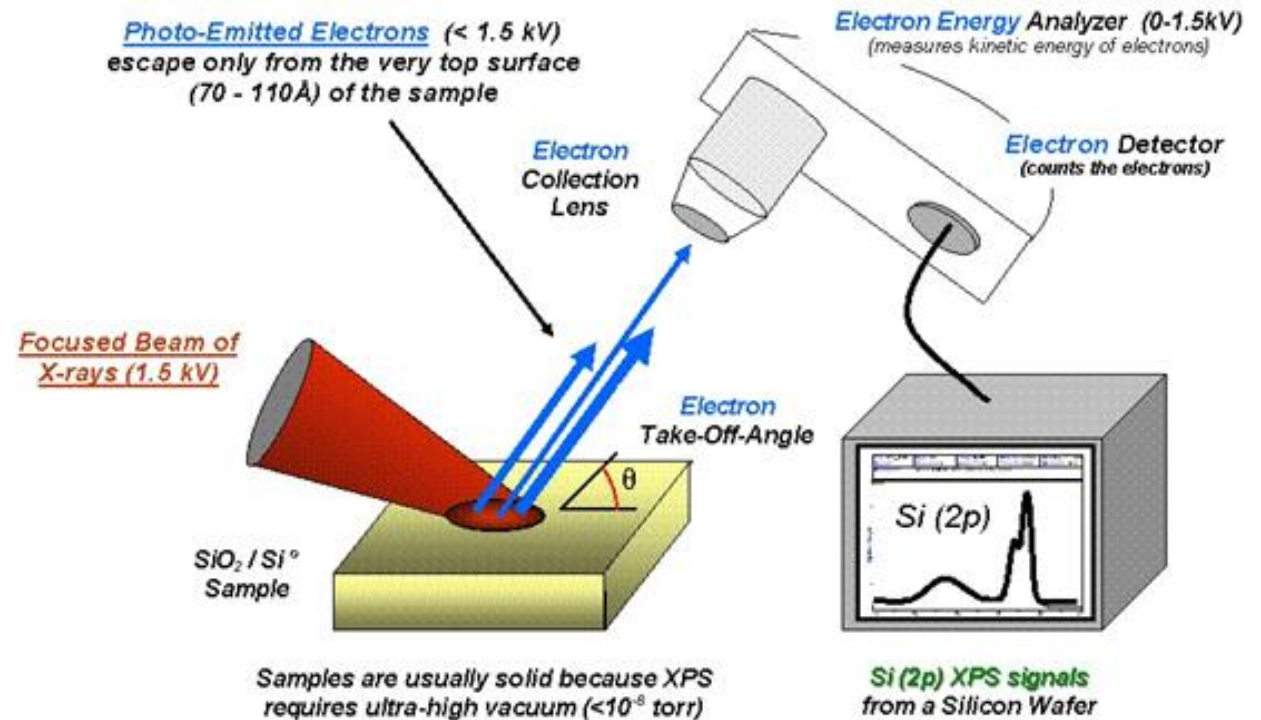 Photo-Emitted Electrons (< 1.5 kV)
escape only from the very top surface
(70 - 110Å) of the sample
Electron Energy Analyzer (0-1.5kV)
(measures kinetic energy of electrons)
Electron Detector
(counts the electrons)
Electron
Collection
Lens
Focused Beam of
X-rays (1.5 kV)
Electron
Take-Off-Angle
θ
SiO₂ / Si°
Sample
Si (2p)
Samples are usually solid because XPS
requires ultra-high vacuum (<10⁻⁸ torr)
Si (2p) XPS signals
from a Silicon Wafer